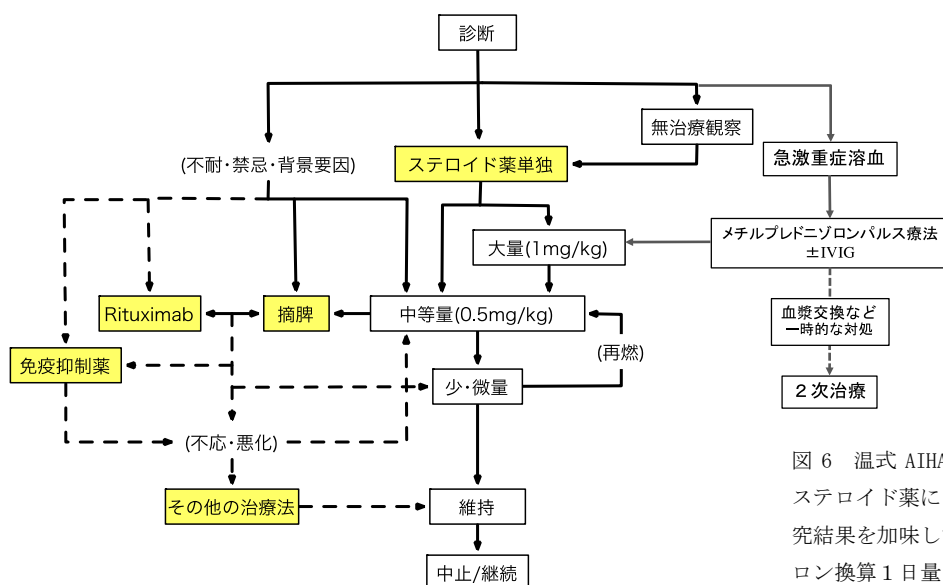 診断
無治療観察
急激重症溶血
(不耐・禁忌・背景要因)
ステロイド薬単独
大量(1mg/kg)
メチルプレドニゾロンパルス療法
±IVIG
Rituximab
摘脾
中等量(0.5mg/kg)
血漿交換など
一時的な対処
(再燃)
免疫抑制薬
少・微量
2次治療
(不応・悪化)
その他の治療法
維持
中止/継続
図 6 温式 AIHA
ステロイド薬に
究結果を加味し
ロン換算1日量